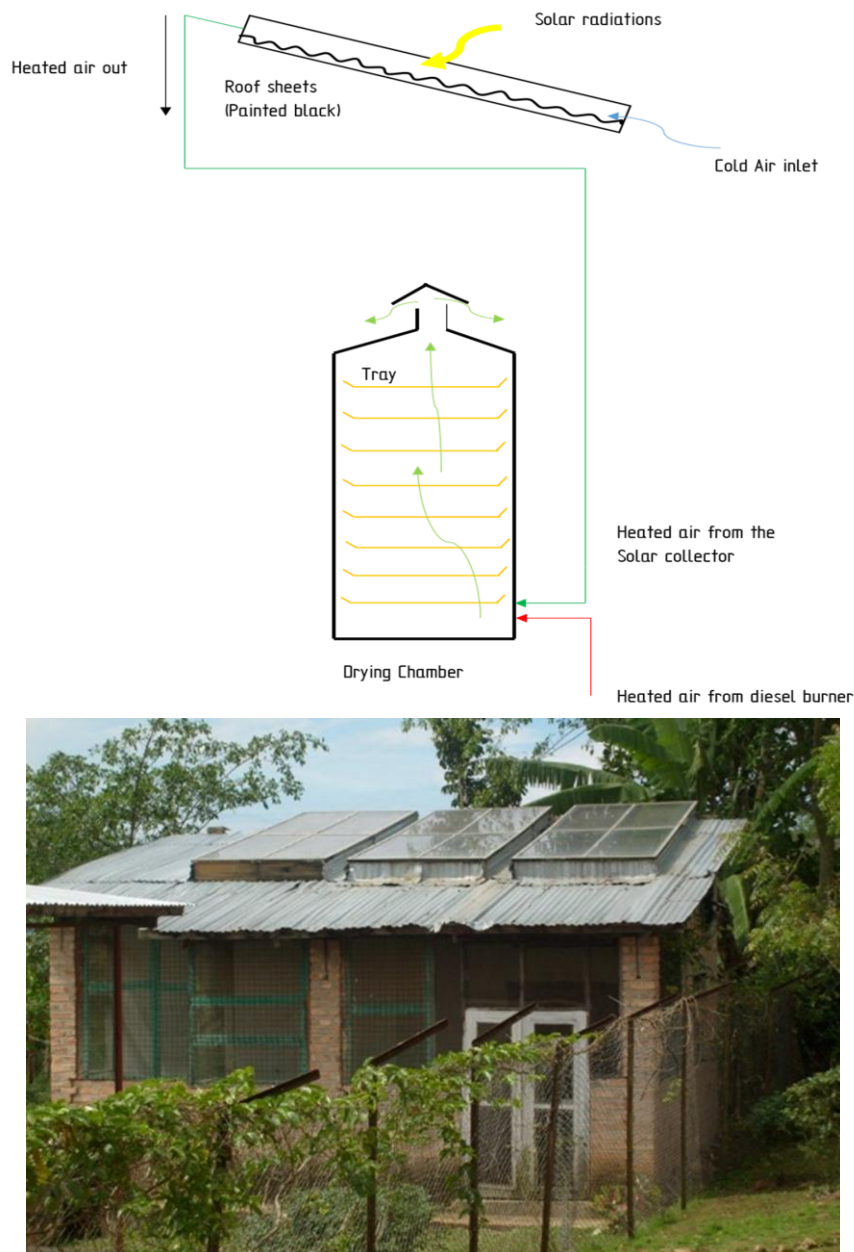 Solar radiations
Heated air out
Roof sheets
(Painted black)
Cold Air inlet
Tray
Heated air from the
Solar collector
Drying Chamber
Heated air from diesel burner